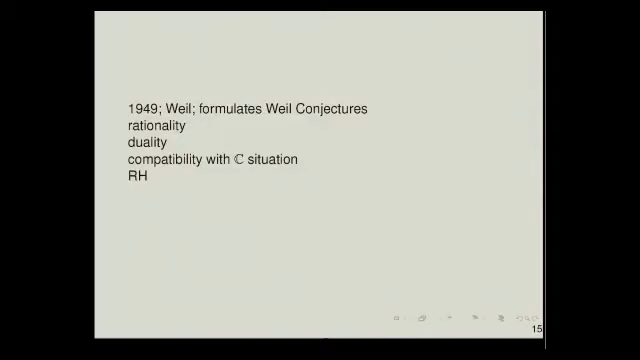 1949; Weil; formulates Weil Conjectures
rationality
duality
compatibility with ℂ situation
RH
15